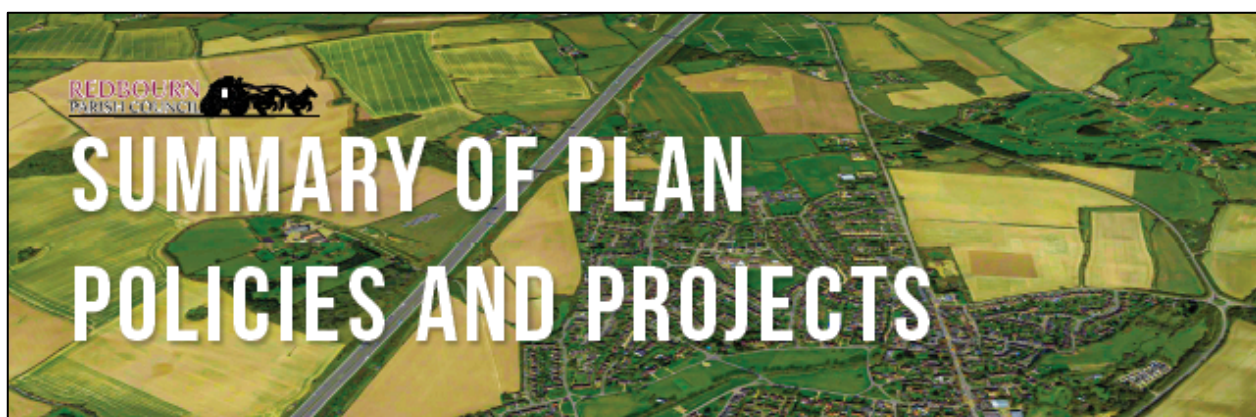 REDBOURN
PARISH COUNCIL
SUMMARY OF PLAN
POLICIES AND PROJECTS